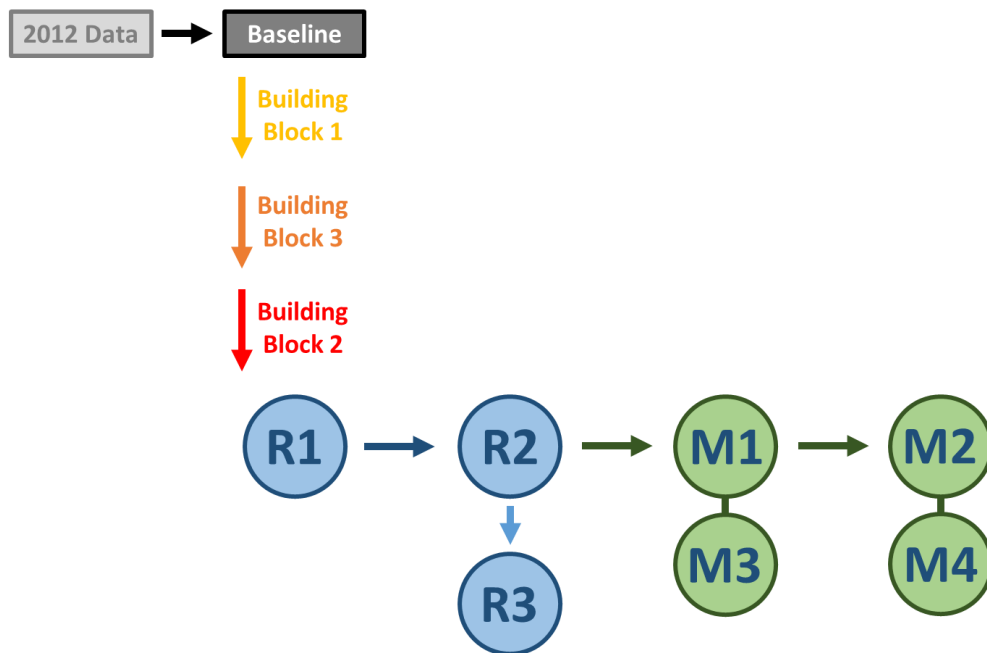 2012 Data
Baseline
Building
Block 1
Building
Block 3
Building
Block 2
R1
R2
M1
M2
R3
M3
M4